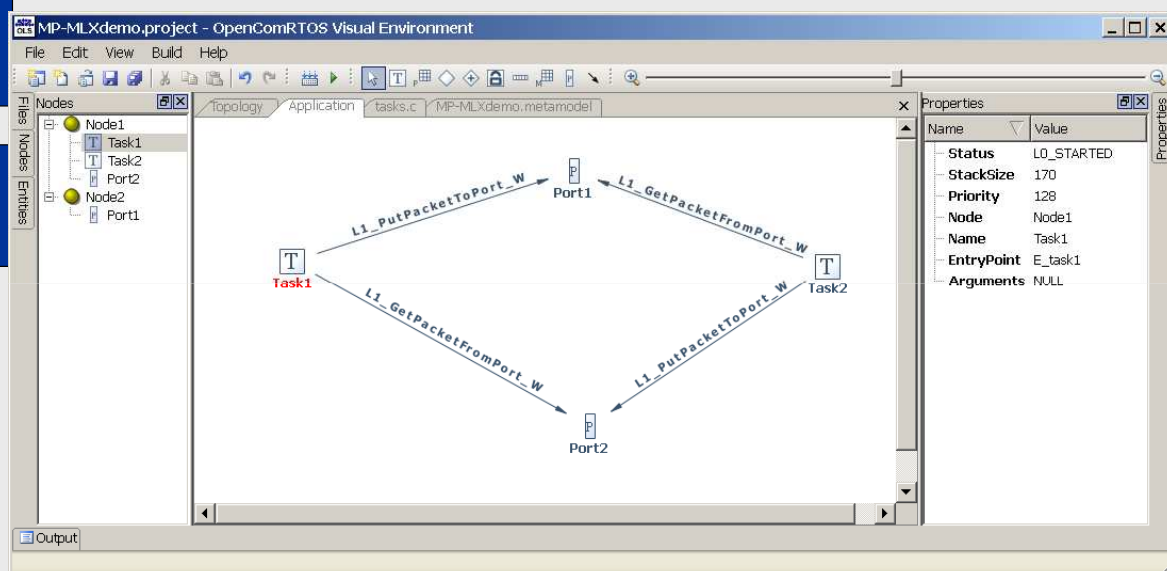 OLS MP-MLXdemo.project - OpenComRTOS Visual Environment
File Edit View Build Help
T P M P
Files
Nodes
Entities
Nodes
Node1
T Task1
T Task2
P Port2
Node2
P Port1
Topology Application tasks.c MP-MLXdemo.metamodel
P
Port1
L1_PutPacketToPort_W
L1_GetPacketFromPort_W
T
Task1
T
Task2
L1_GetPacketFromPort_W
L1_PutPacketToPort_W
P
Port2
Properties
Name Value
Status L0_STARTED
StackSize 170
Priority 128
Node Node1
Name Task1
EntryPoint E_task1
Arguments NULL
Properties
Output